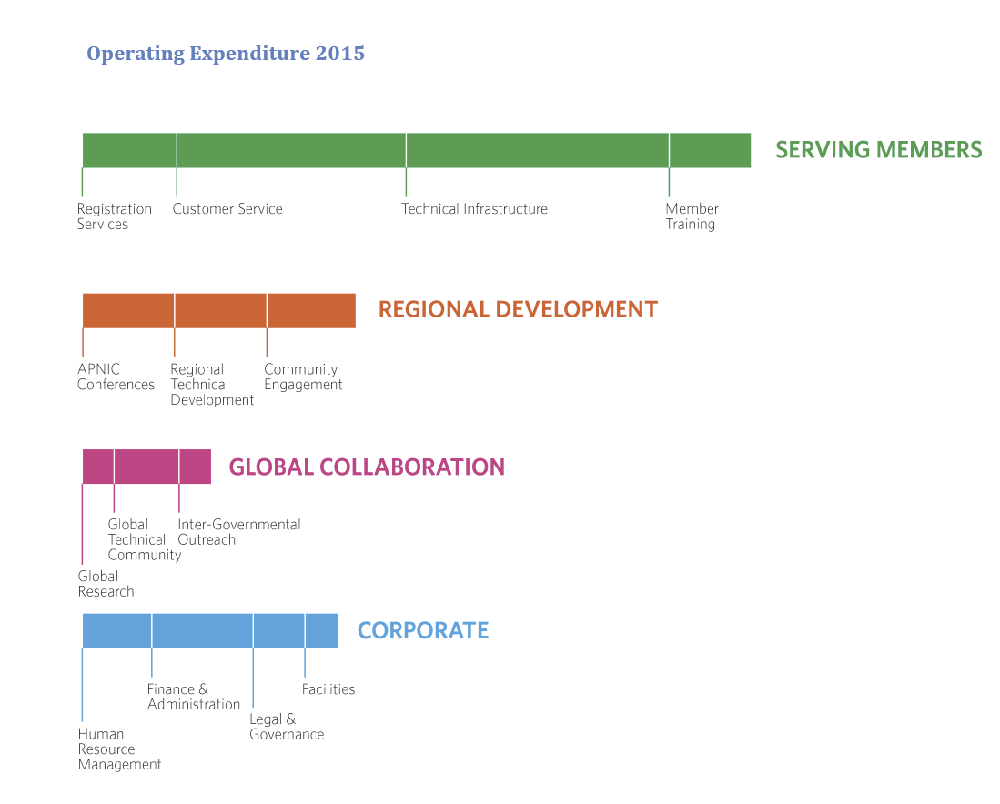 Operating Expenditure 2015
SERVING MEMBERS
Registration
Services
Customer Service
Technical Infrastructure
Member
Training
REGIONAL DEVELOPMENT
APNIC
Conferences
Regional
Technical
Development
Community
Engagement
GLOBAL COLLABORATION
Global
Technical
Community
Inter-Governmental
Outreach
Global
Research
CORPORATE
Finance &
Administration
Facilities
Legal &
Governance
Human
Resource
Management